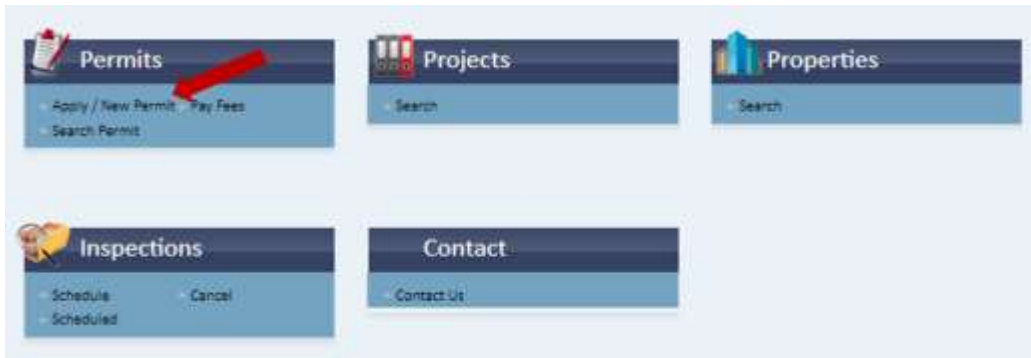 Permits
Apply / New Permit Pay Fees
Search Permit
Projects
Search
Properties
Search
Inspections
Schedule Cancel
Scheduled
Contact
Contact Us